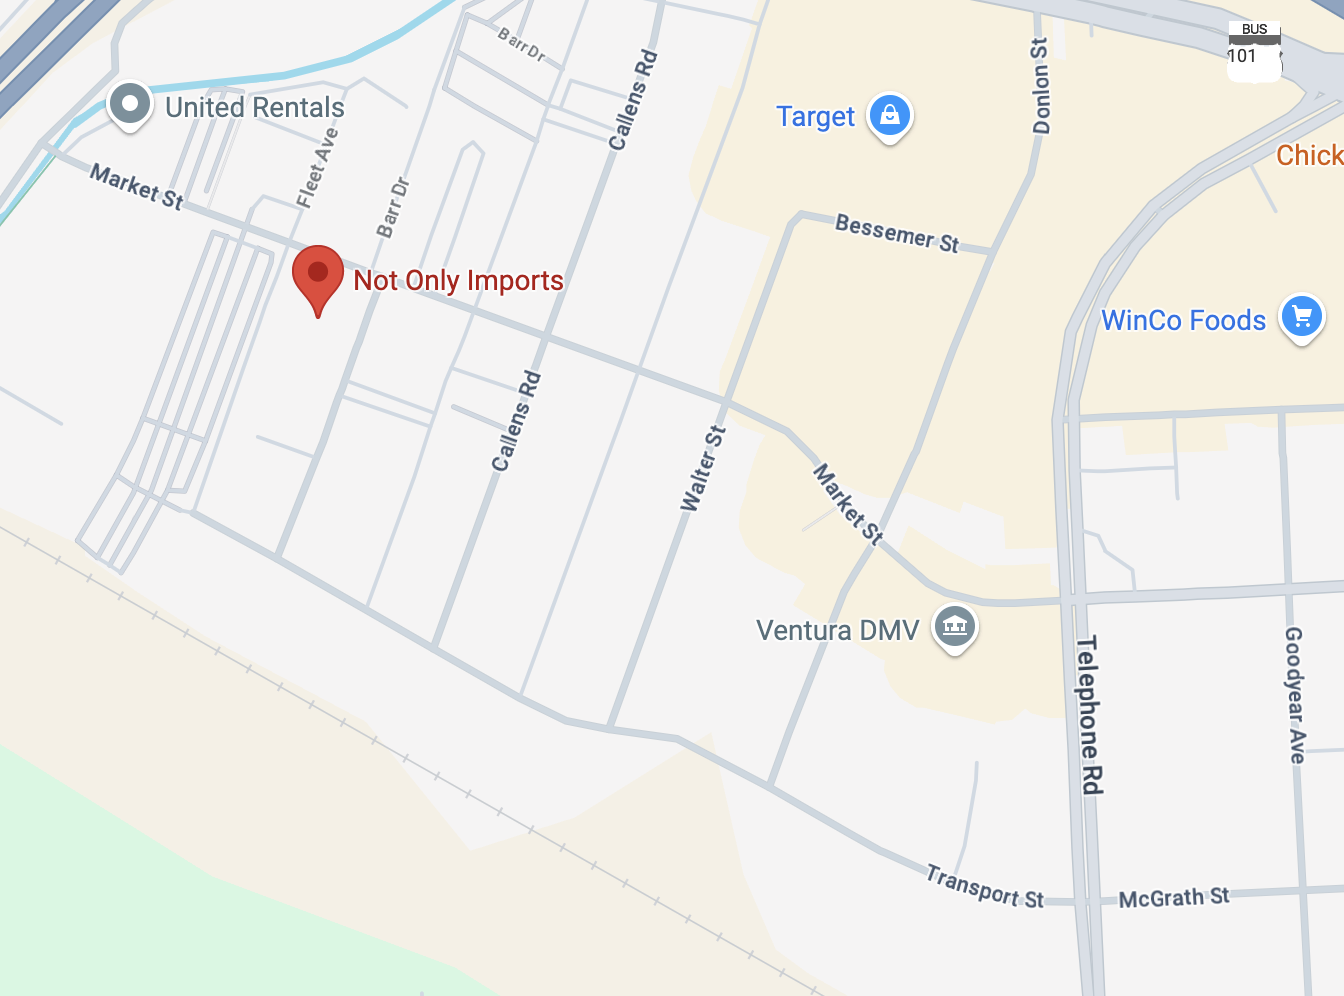 BUS
101
Barr Dr
Callens Rd
Donlon St
United Rentals
Target
Fleet Ave
Chick
Market St
Barr Dr
Bessemer St
Not Only Imports
WinCo Foods
Callens Rd
Walter St
Market St
Ventura DMV
Telephone Rd
Goodyear Ave
Transport St
McGrath St